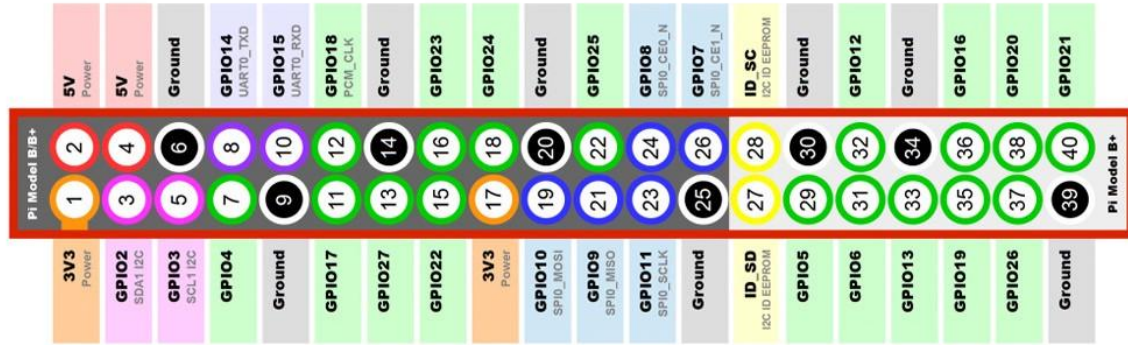 5V
Power
5V
Power
Ground
GPIO14
UART0_TXD
GPIO15
UART0_RXD
GPIO18
PCM_CLK
Ground
GPIO23
GPIO24
Ground
GPIO25
GPIO8
SPI0_CE0_N
GPIO7
SPI0_CE1_N
ID_SC
I2C ID EEPROM
Ground
GPIO12
Ground
GPIO16
GPIO20
GPIO21
Pi Model B/B+
2 4 6 8 10 12 14 16 18 20 22 24 26 28 30 32 34 36 38 40
1 3 5 7 9 11 13 15 17 19 21 23 25 27 29 31 33 35 37 39
Pi Model B+
3V3
Power
GPIO2
SDA1 I2C
GPIO3
SCL1 I2C
GPIO4
Ground
GPIO17
GPIO27
GPIO22
3V3
Power
GPIO10
SPI0_MOSI
GPIO9
SPI0_MISO
GPIO11
SPI0_SCLK
Ground
ID_SD
I2C ID EEPROM
GPIO5
GPIO6
GPIO13
GPIO19
GPIO26
Ground